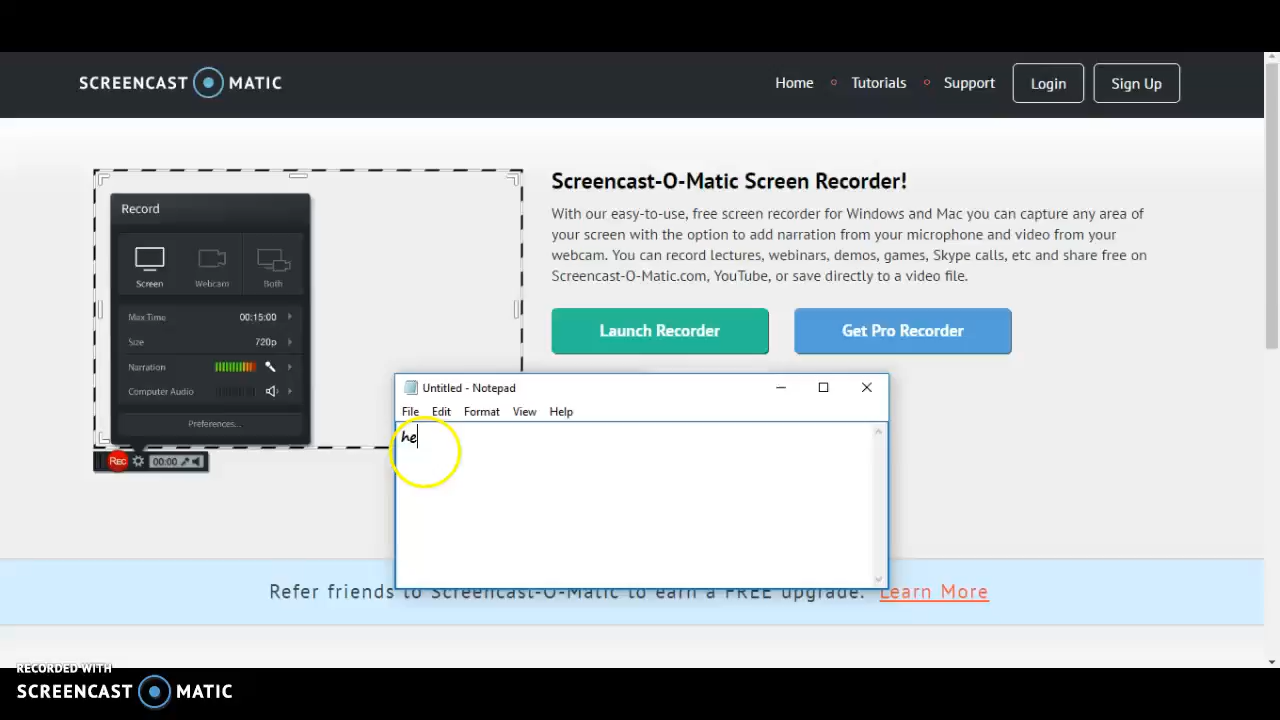 SCREENCAST MATIC
Home Tutorials Support Login Sign Up
Record
Screen Webcam Both
Max Time 00:15:00
Size 720p
Narration
Computer Audio
Preferences...
Rec 00:00
Screencast-O-Matic Screen Recorder!
With our easy-to-use, free screen recorder for Windows and Mac you can capture any area of
your screen with the option to add narration from your microphone and video from your
webcam. You can record lectures, webinars, demos, games, Skype calls, etc and share free on
Screencast-O-Matic.com, YouTube, or save directly to a video file.
Launch Recorder Get Pro Recorder
Untitled - Notepad
File Edit Format View Help
he
Refer friends to Screencast-O-Matic to earn a FREE upgrade. Learn More
RECORDED WITH
SCREENCAST MATIC